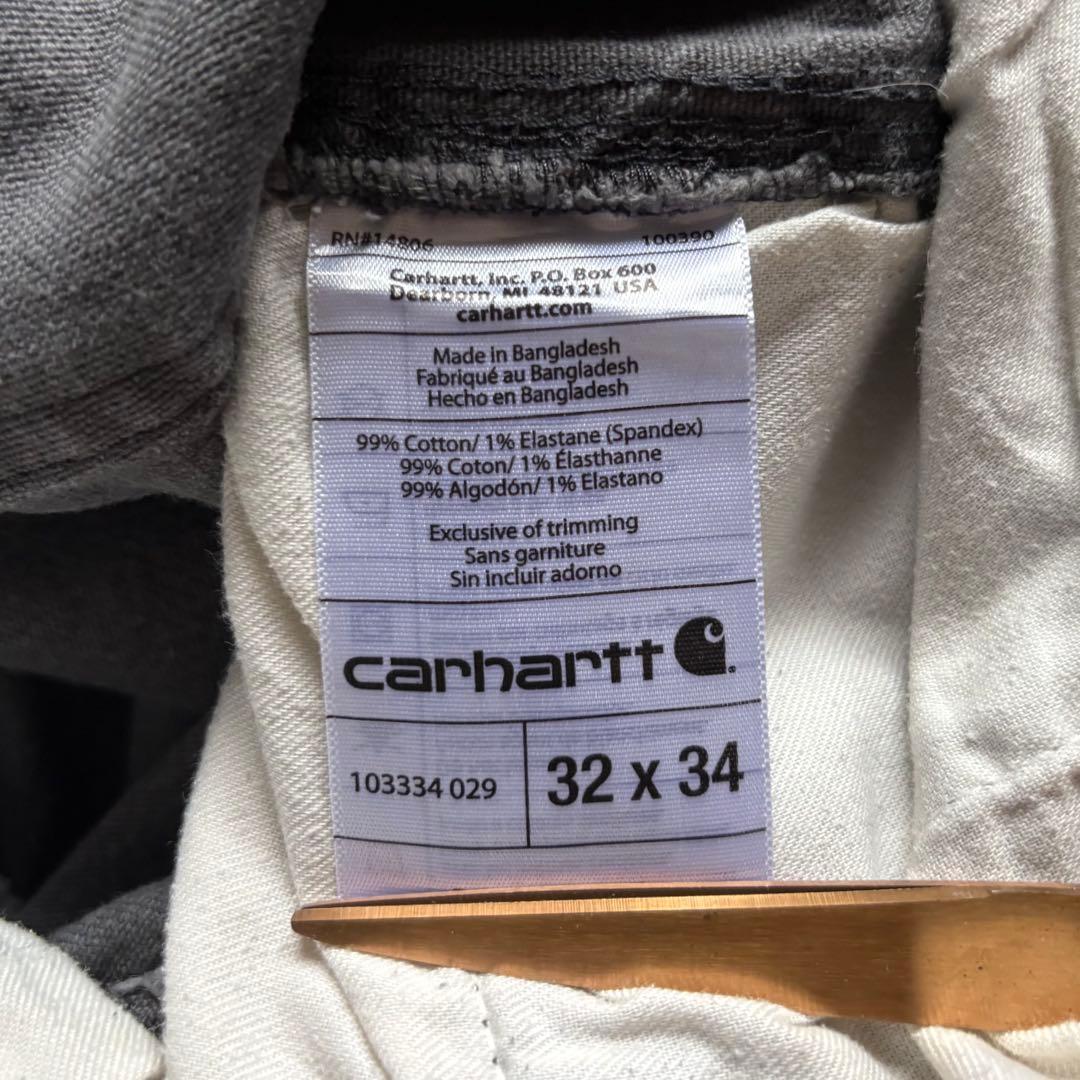 RN#14806 100390
Carhartt, Inc. P.O. Box 600
Dearborn, MI 48121 USA
carhartt.com
Made in Bangladesh
Fabriqué au Bangladesh
Hecho en Bangladesh
99% Cotton/ 1% Elastane (Spandex)
99% Coton/ 1% Élasthanne
99% Algodón/ 1% Elastano
Exclusive of trimming
Sans garniture
Sin incluir adorno
carhartt
103334 029 32 x 34